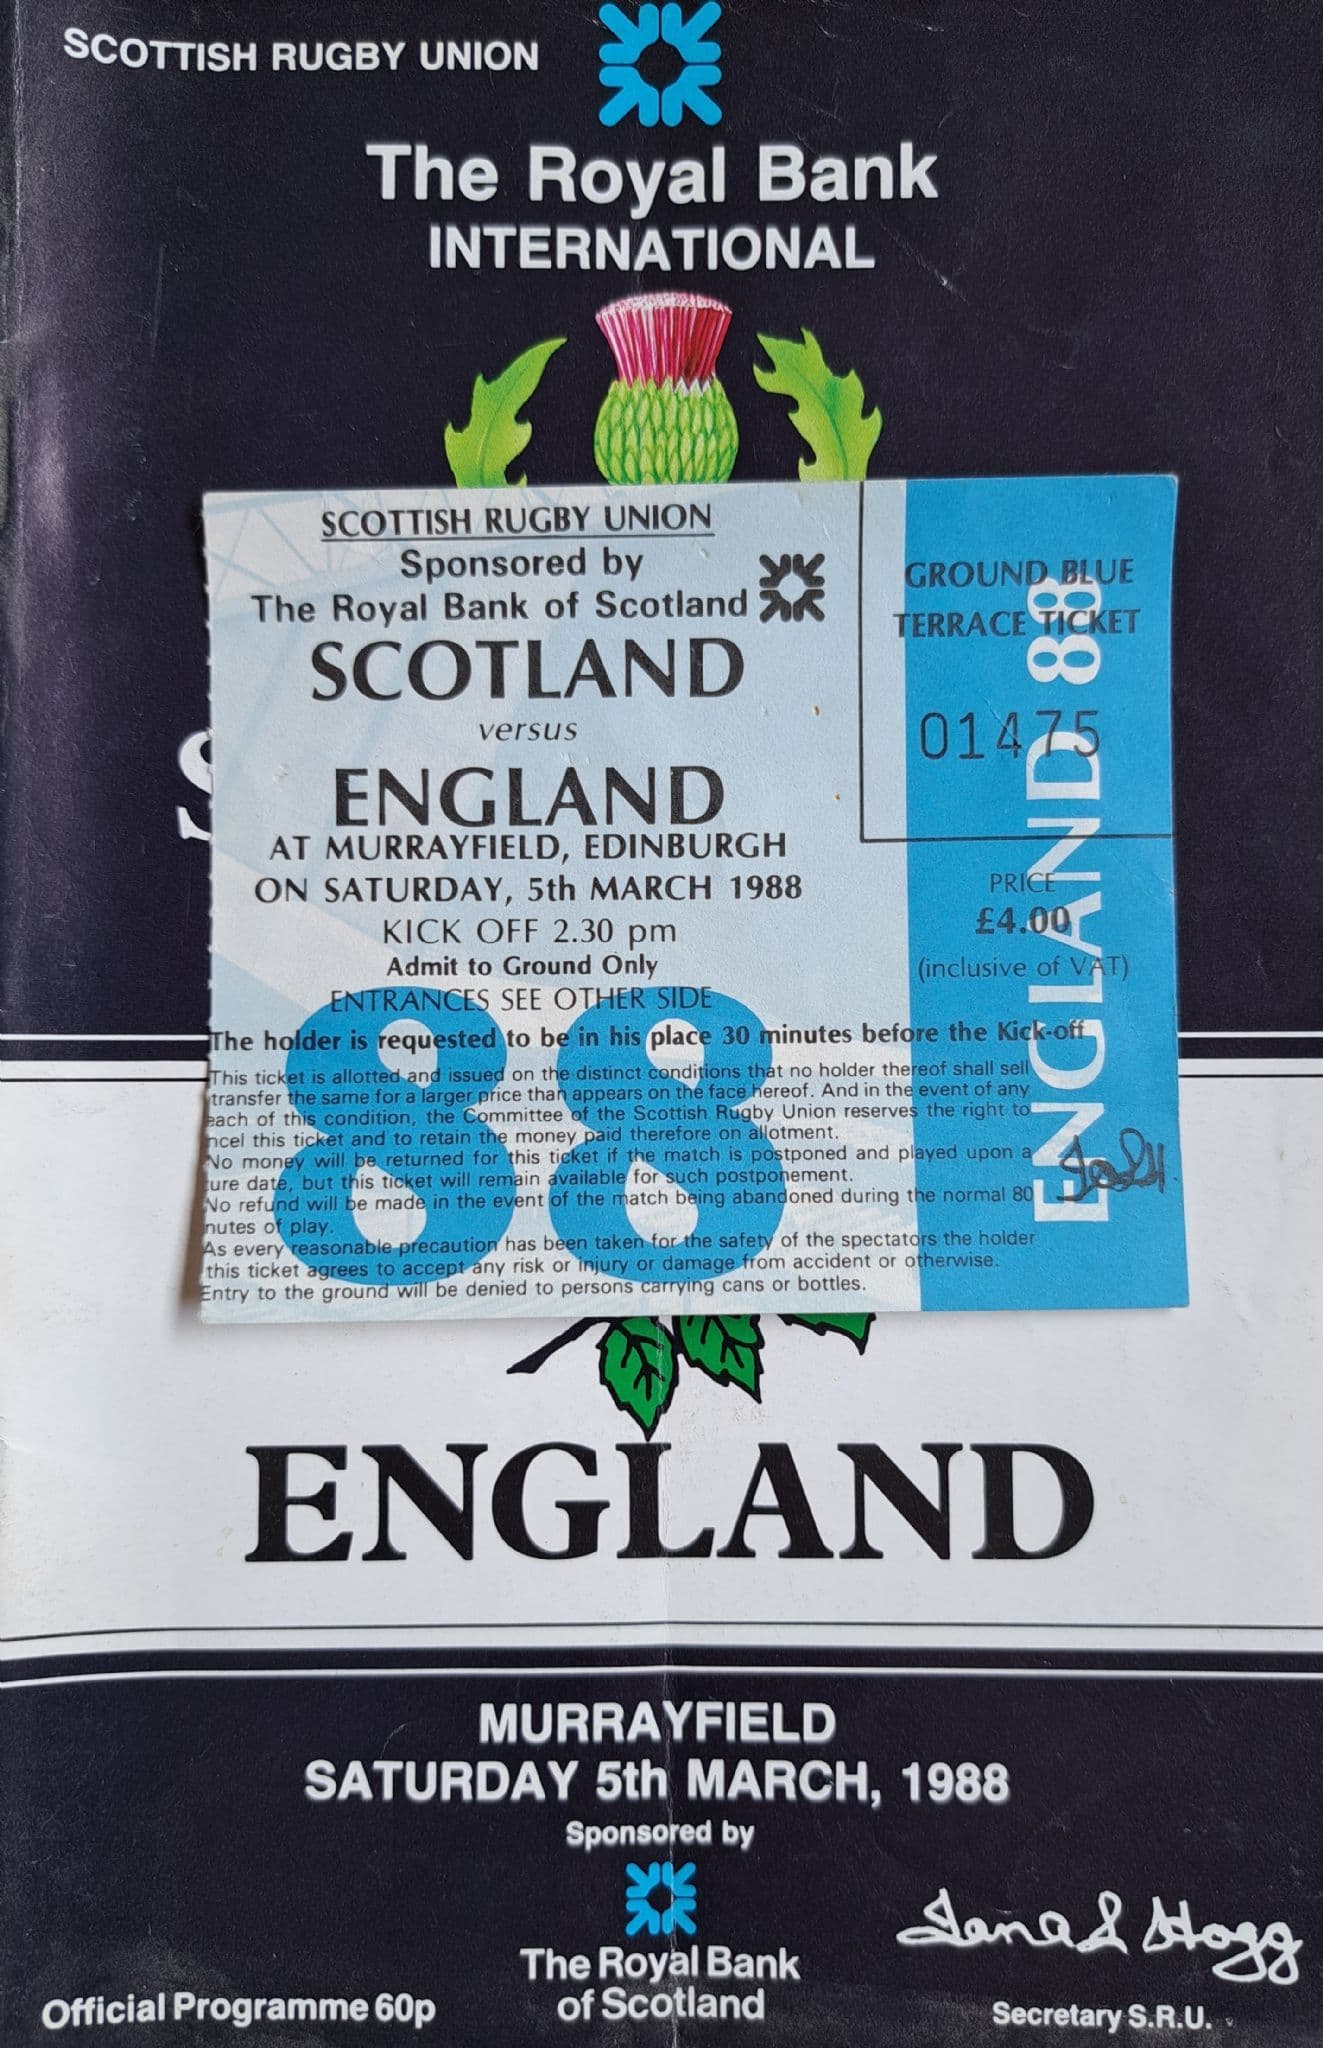 SCOTTISH RUGBY UNION
The Royal Bank
INTERNATIONAL
SCOTTISH RUGBY UNION
Sponsored by
The Royal Bank of Scotland
SCOTLAND
versus
ENGLAND
AT MURRAYFIELD, EDINBURGH
ON SATURDAY, 5th MARCH 1988
KICK OFF 2.30 pm
Admit to Ground Only
ENTRANCES SEE OTHER SIDE
The holder is requested to be in his place 30 minutes before the Kick-off
This ticket is allotted and issued on the distinct conditions that no holder thereof shall sell
transfer the same for a larger price than appears on the face hereof. And in the event of any
each of this condition, the Committee of the Scottish Rugby Union reserves the right to
ncel this ticket and to retain the money paid therefore on allotment.
No money will be returned for this ticket if the match is postponed and played upon a
ure date, but this ticket will remain available for such postponement.
No refund will be made in the event of the match being abandoned during the normal 80
nutes of play.
As every reasonable precaution has been taken for the safety of the spectators the holder
this ticket agrees to accept any risk or injury or damage from accident or otherwise.
Entry to the ground will be denied to persons carrying cans or bottles.
88
GROUND BLUE
TERRACE TICKET
01475
PRICE
£4.00
(inclusive of VAT)
ENGLAND 88
S
ENGLAND
MURRAYFIELD
SATURDAY 5th MARCH, 1988
Sponsored by
The Royal Bank
of Scotland
Official Programme 60p
Hogg
Secretary S.R.U.